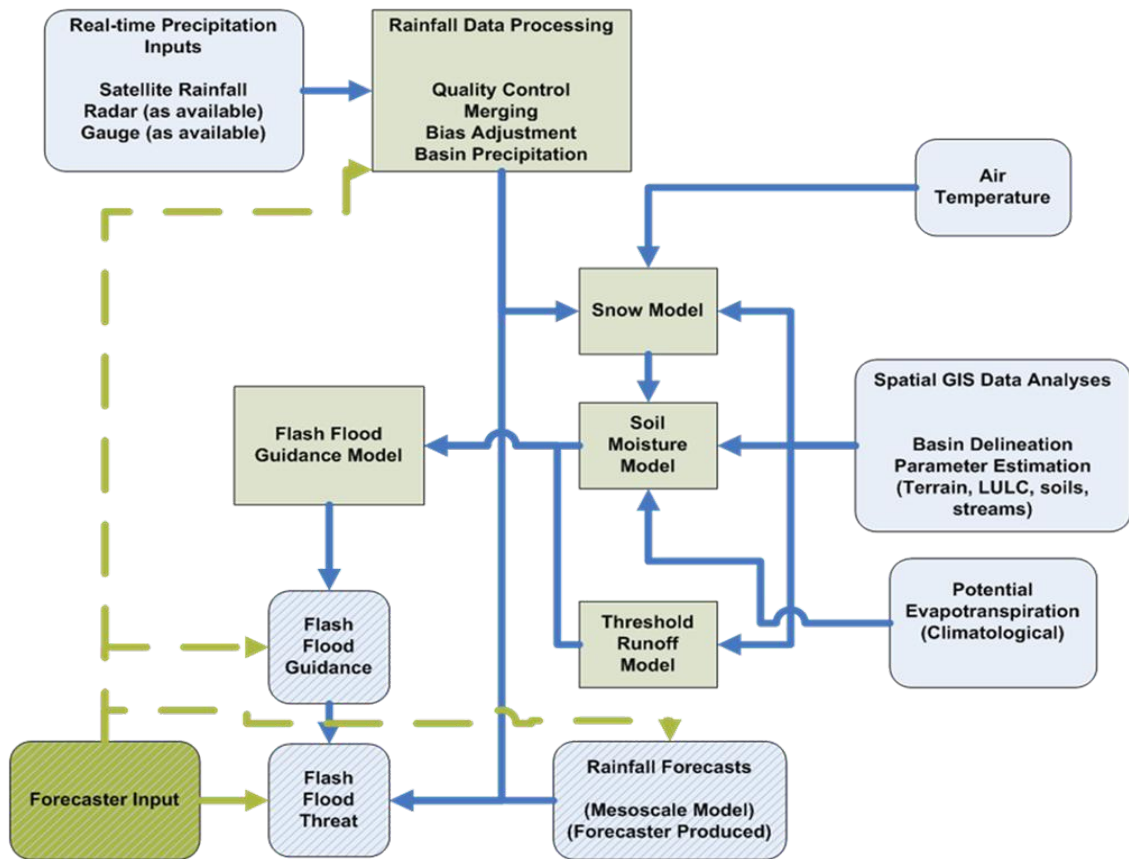 Real-time Precipitation
Inputs
Satellite Rainfall
Radar (as available)
Gauge (as available)
Rainfall Data Processing
Quality Control
Merging
Bias Adjustment
Basin Precipitation
Air
Temperature
Snow Model
Spatial GIS Data Analyses
Basin Delineation
Parameter Estimation
(Terrain, LULC, soils,
streams)
Flash Flood
Guidance Model
Soil
Moisture
Model
Potential
Evapotranspiration
(Climatological)
Threshold
Runoff
Model
Flash
Flood
Guidance
Forecaster Input
Flash
Flood
Threat
Rainfall Forecasts
(Mesoscale Model)
(Forecaster Produced)